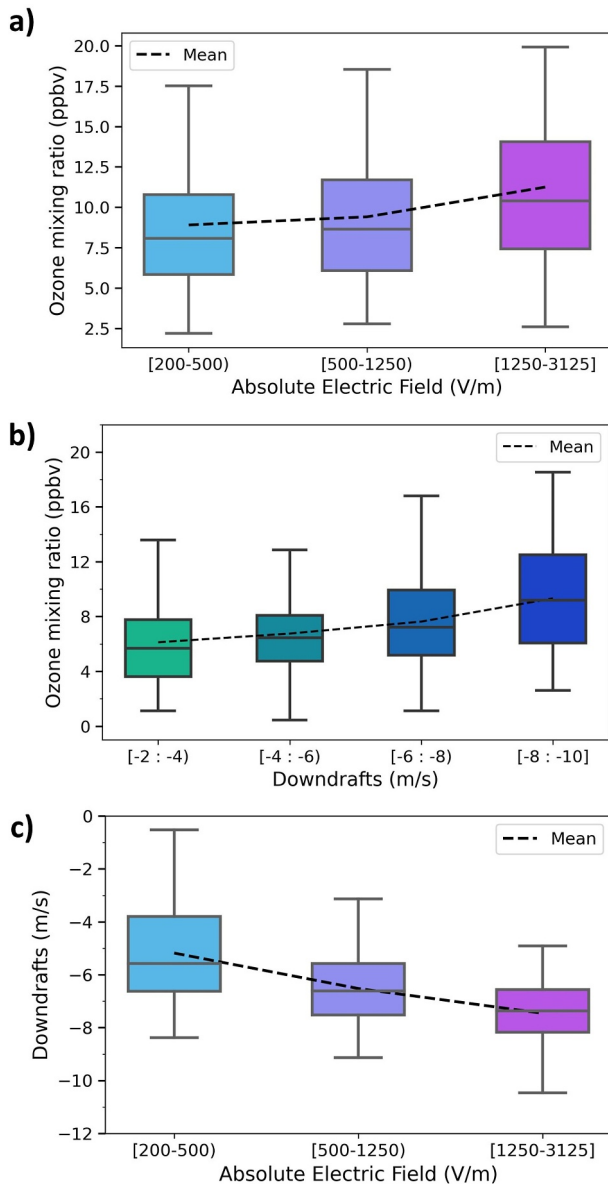 a)
Ozone mixing ratio (ppbv)
20.0
17.5
15.0
12.5
10.0
7.5
5.0
2.5
Mean
[200-500)
[500-1250)
[1250-3125]
Absolute Electric Field (V/m)
b)
Ozone mixing ratio (ppbv)
20
16
12
8
4
0
Mean
[-2 : -4)
[-4 : -6)
[-6 : -8)
[-8 : -10]
Downdrafts (m/s)
c)
Downdrafts (m/s)
0
−2
−4
−6
−8
−10
−12
Mean
[200-500)
[500-1250)
[1250-3125]
Absolute Electric Field (V/m)